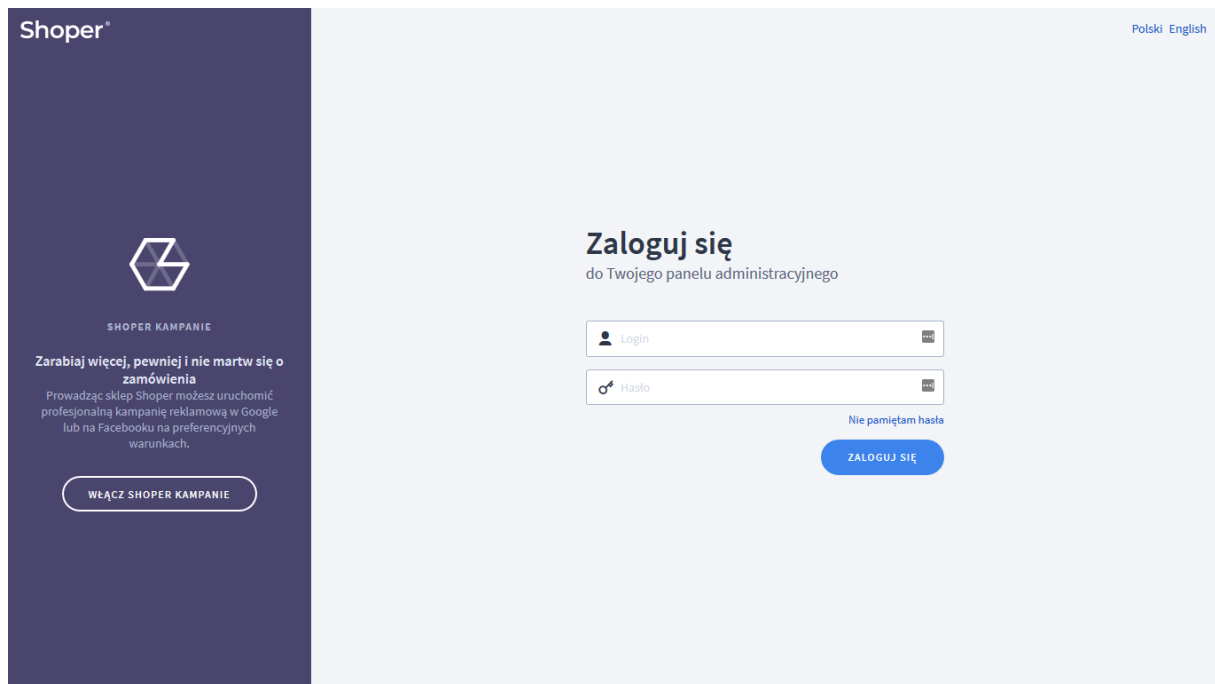 Shoper®
Polski English
SHOPER KAMPANIE
Zarabiaj więcej, pewniej i nie martw się o
zamówienia
Prowadząc sklep Shoper możesz uruchomić
profesjonalną kampanię reklamową w Google
lub na Facebooku na preferencyjnych
warunkach.
WŁĄCZ SHOPER KAMPANIE
Zaloguj się
do Twojego panelu administracyjnego
Login
Hasło
Nie pamiętam hasła
ZALOGUJ SIĘ